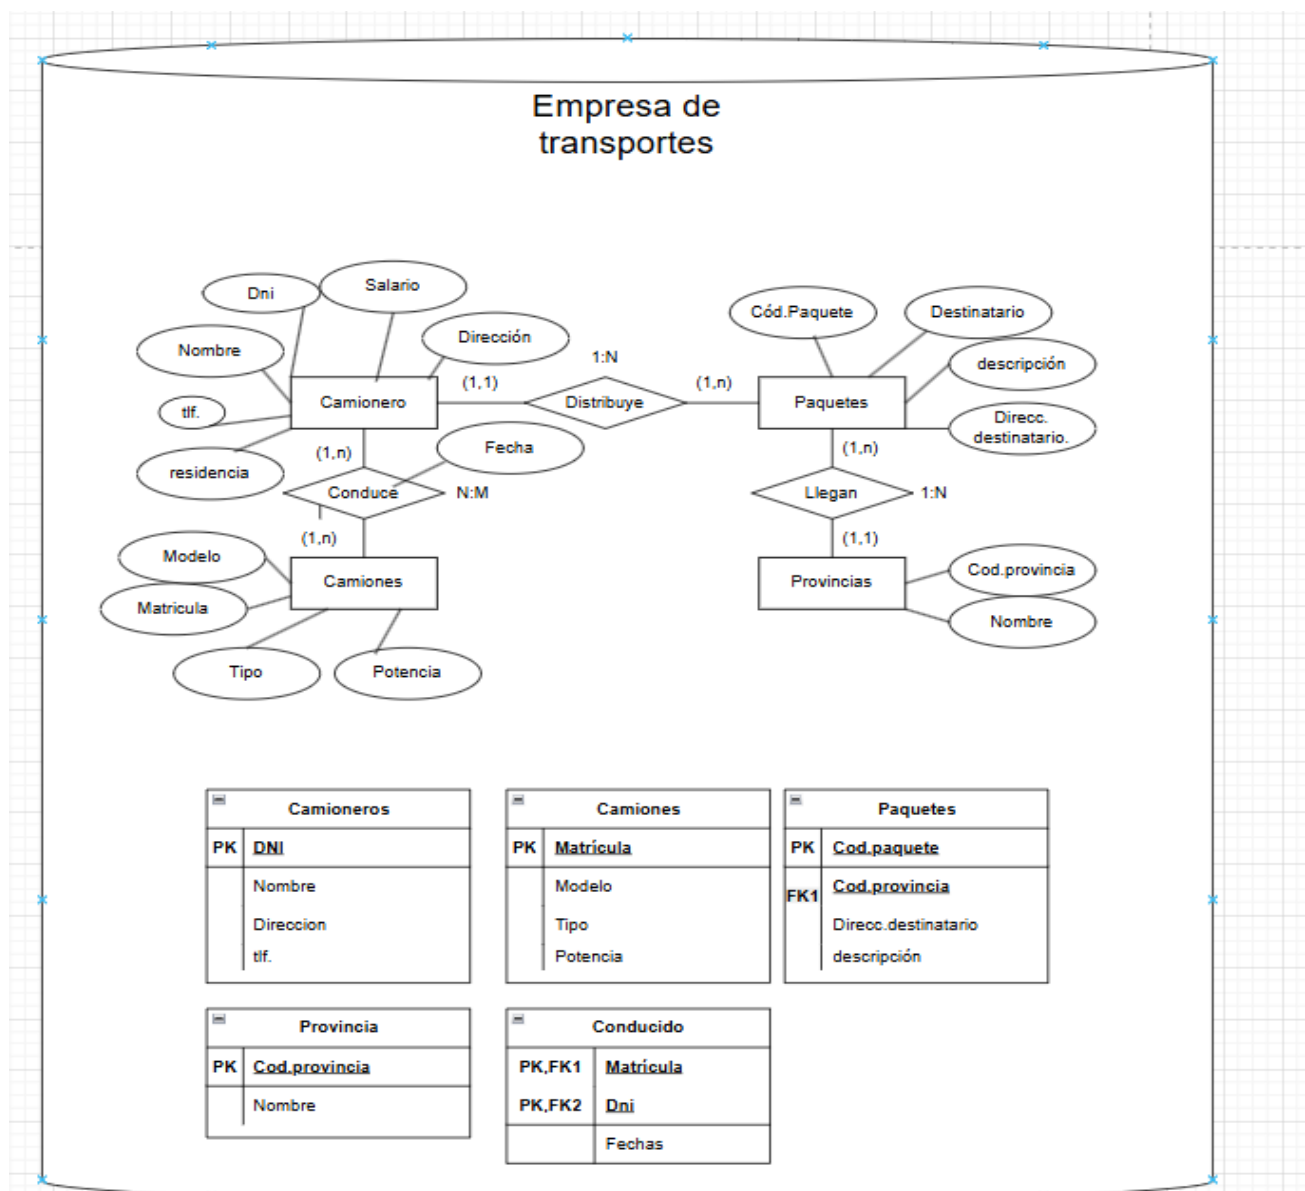 Empresa de
transportes
Dni
Salario
Nombre
Dirección
tlf.
residencia
Camionero
(1,1)
1:N
Distribuye
(1,n)
Cód.Paquete
Destinatario
descripción
Direcc.
destinatario.
Paquetes
(1,n)
Fecha
Conduce
N:M
(1,n)
(1,n)
Llegan
1:N
(1,1)
Modelo
Matricula
Tipo
Potencia
Camiones
Provincias
Cod.provincia
Nombre
Camioneros
PK DNI
Nombre
Direccion
tlf.
Camiones
PK Matrícula
Modelo
Tipo
Potencia
Paquetes
PK Cod.paquete
FK1 Cod.provincia
Direcc.destinatario
descripción
Provincia
PK Cod.provincia
Nombre
Conducido
PK,FK1 Matrícula
PK,FK2 Dni
Fechas